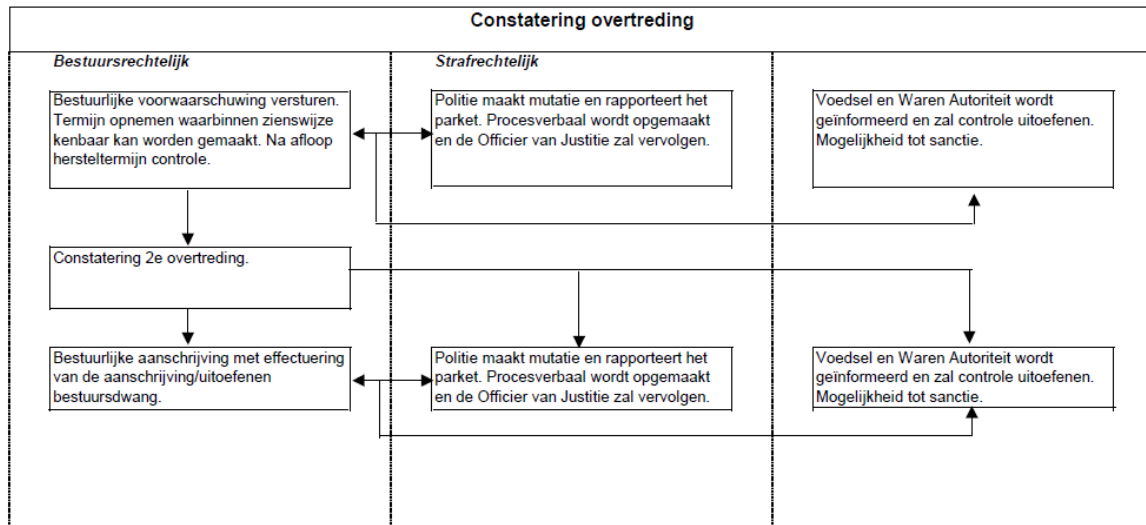 Constatering overtreding
Bestuursrechtelijk
Strafrechtelijk
Bestuurlijke voorwaarschuwing versturen.
Termijn opnemen waarbinnen zienswijze
kenbaar kan worden gemaakt. Na afloop
hersteltermijn controle.
Politie maakt mutatie en rapporteert het
parket. Procesverbaal wordt opgemaakt
en de Officier van Justitie zal vervolgen.
Voedsel en Waren Autoriteit wordt
geïnformeerd en zal controle uitoefenen.
Mogelijkheid tot sanctie.
Constatering 2e overtreding.
Bestuurlijke aanschrijving met effectuering
van de aanschrijving/uitoefenen
bestuursdwang.
Politie maakt mutatie en rapporteert het
parket. Procesverbaal wordt opgemaakt
en de Officier van Justitie zal vervolgen.
Voedsel en Waren Autoriteit wordt
geïnformeerd en zal controle uitoefenen.
Mogelijkheid tot sanctie.